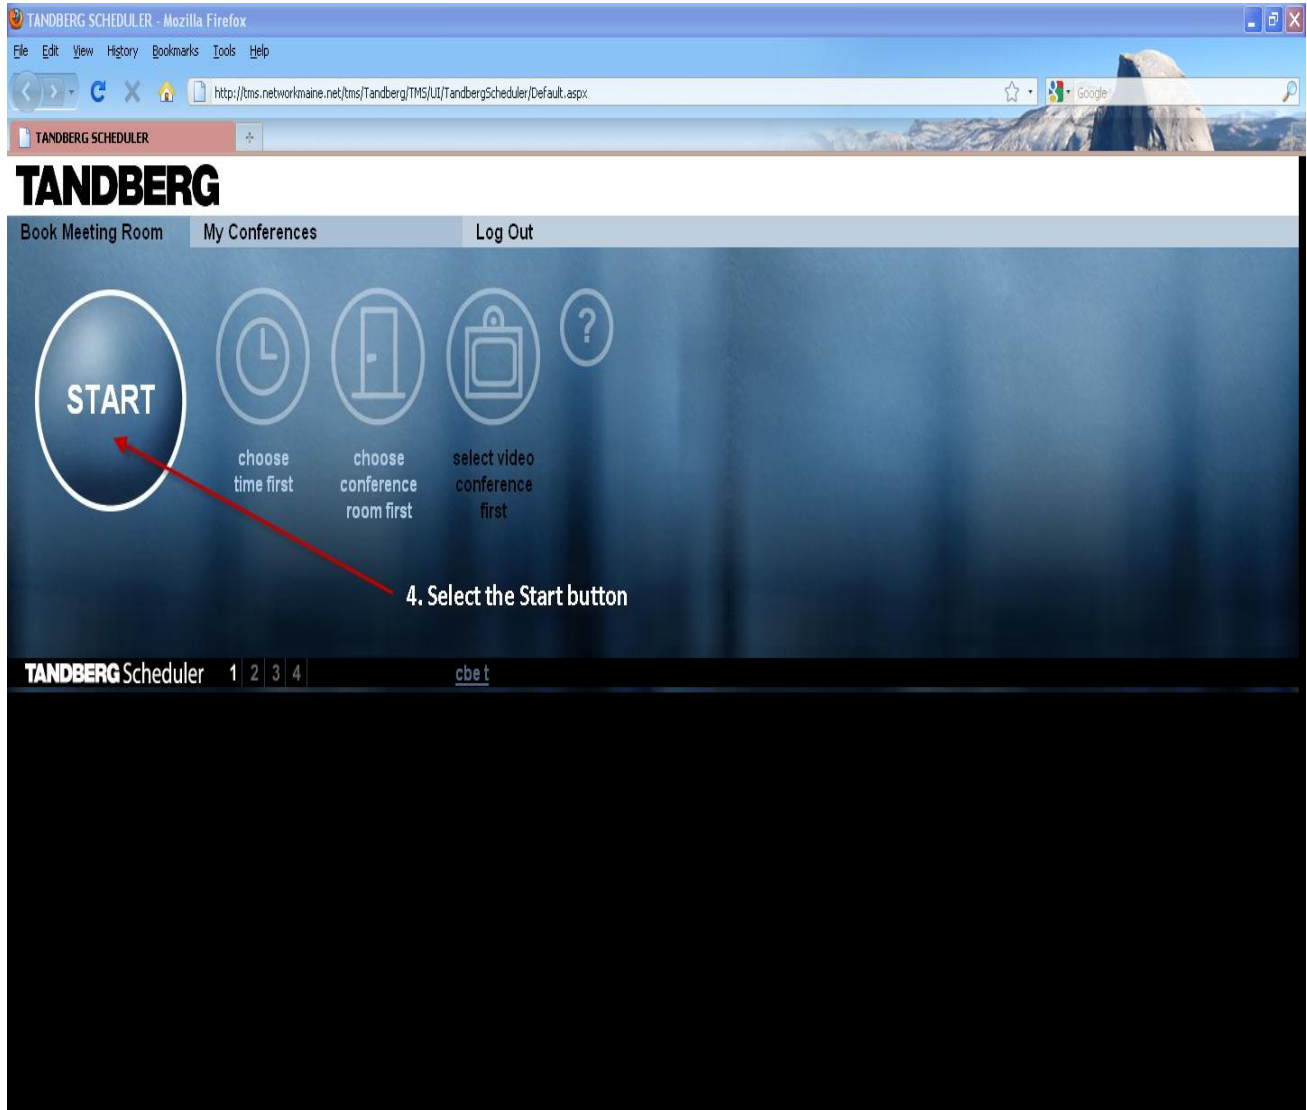 TANDBERG SCHEDULER - Mozilla Firefox
File Edit View History Bookmarks Tools Help
http://tms.networkmaine.net/tms/Tandberg/TMS/UI/TandbergScheduler/Default.aspx
Google
TANDBERG SCHEDULER
TANDBERG
Book Meeting Room My Conferences Log Out
?
START
choose
time first
choose
conference
room first
select video
conference
first
4. Select the Start button
TANDBERG Scheduler 1 2 3 4 cbe t